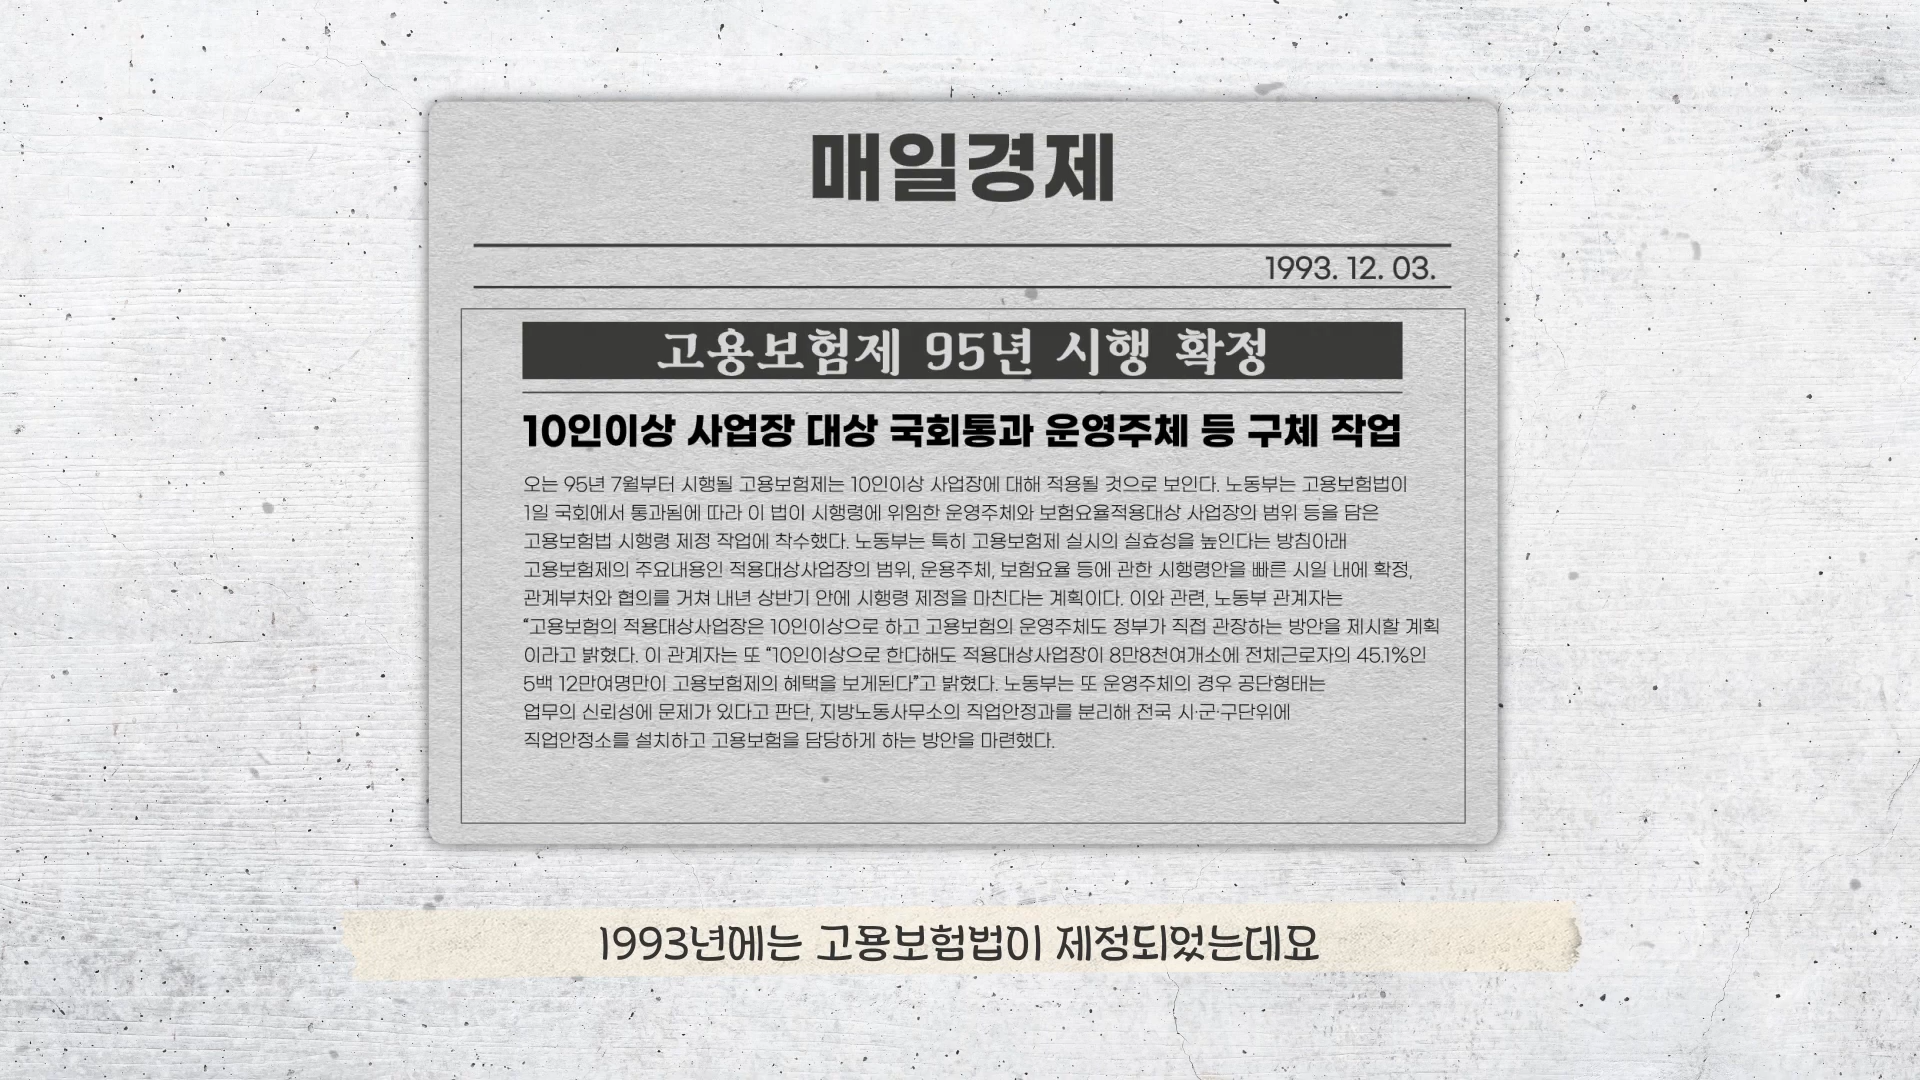 매일경제
1993. 12. 03.
고용보험제 95년 시행 확정
10인이상 사업장 대상 국회통과 운영주체 등 구체 작업
오는 95년 7월부터 시행될 고용보험제는 10인이상 사업장에 대해 적용될 것으로 보인다. 노동부는 고용보험법이
1일 국회에서 통과됨에 따라 이 법이 시행령에 위임한 운영주체와 보험요율적용대상 사업장의 범위 등을 담은
고용보험법 시행령 제정 작업에 착수했다. 노동부는 특히 고용보험제 실시의 실효성을 높인다는 방침아래
고용보험제의 주요내용인 적용대상사업장의 범위, 운용주체, 보험요율 등에 관한 시행령안을 빠른 시일 내에 확정,
관계부처와 협의를 거쳐 내년 상반기 안에 시행령 제정을 마친다는 계획이다. 이와 관련, 노동부 관계자는
“고용보험의 적용대상사업장은 10인이상으로 하고 고용보험의 운영주체도 정부가 직접 관장하는 방안을 제시할 계획
이라고 밝혔다. 이 관계자는 또 “10인이상으로 한다해도 적용대상사업장이 8만8천여개소에 전체근로자의 45.1%인
5백 12만여명만이 고용보험제의 혜택을 보게된다”고 밝혔다. 노동부는 또 운영주체의 경우 공단형태는
업무의 신뢰성에 문제가 있다고 판단, 지방노동사무소의 직업안정과를 분리해 전국 시·군·구단위에
직업안정소를 설치하고 고용보험을 담당하게 하는 방안을 마련했다.
1993년에는 고용보험법이 제정되었는데요